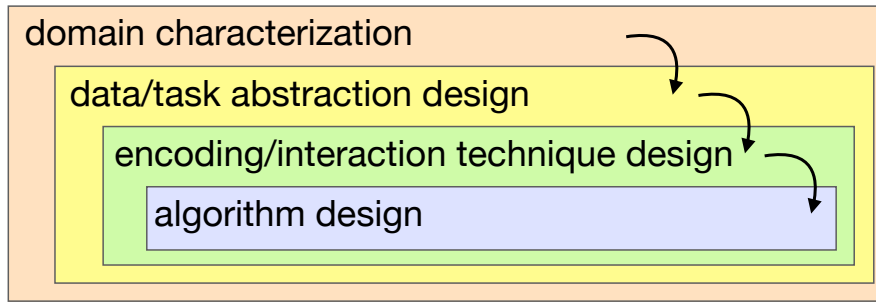 domain characterization
data/task abstraction design
encoding/interaction technique design
algorithm design